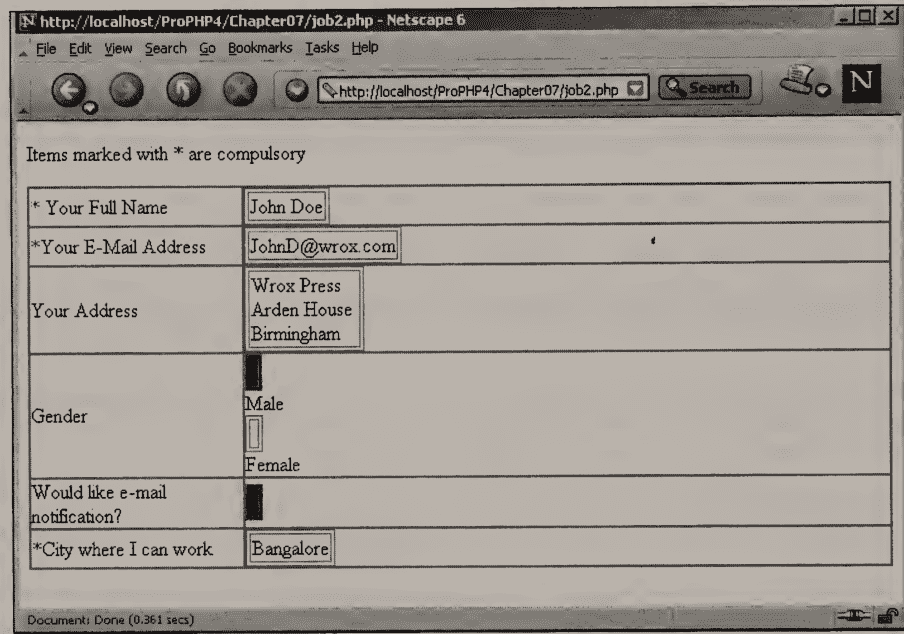 N http://localhost/ProPHP4/Chapter07/job2.php - Netscape 6
File Edit View Search Go Bookmarks Tasks Help
http://localhost/ProPHP4/Chapter07/job2.php Search N
Items marked with * are compulsory
* Your Full Name John Doe
*Your E-Mail Address JohnD@wrox.com
Your Address
Wrox Press
Arden House
Birmingham
Gender
Male
Female
Would like e-mail
notification?
*City where I can work Bangalore
Document: Done (0.361 secs)